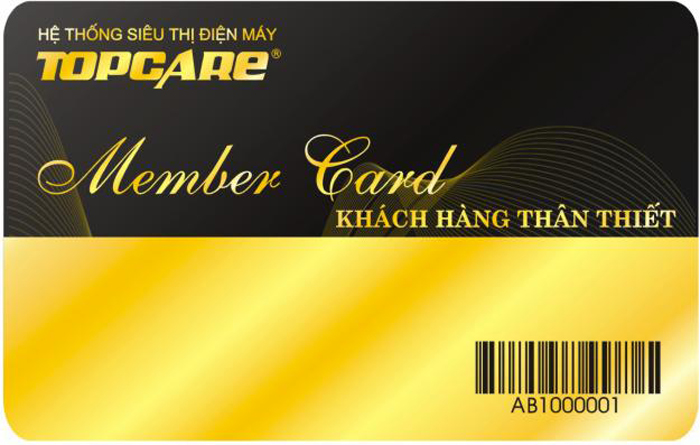 HỆ THỐNG SIÊU THỊ ĐIỆN MÁY
TOPCARE®
Member Card
KHÁCH HÀNG THÂN THIẾT
AB1000001